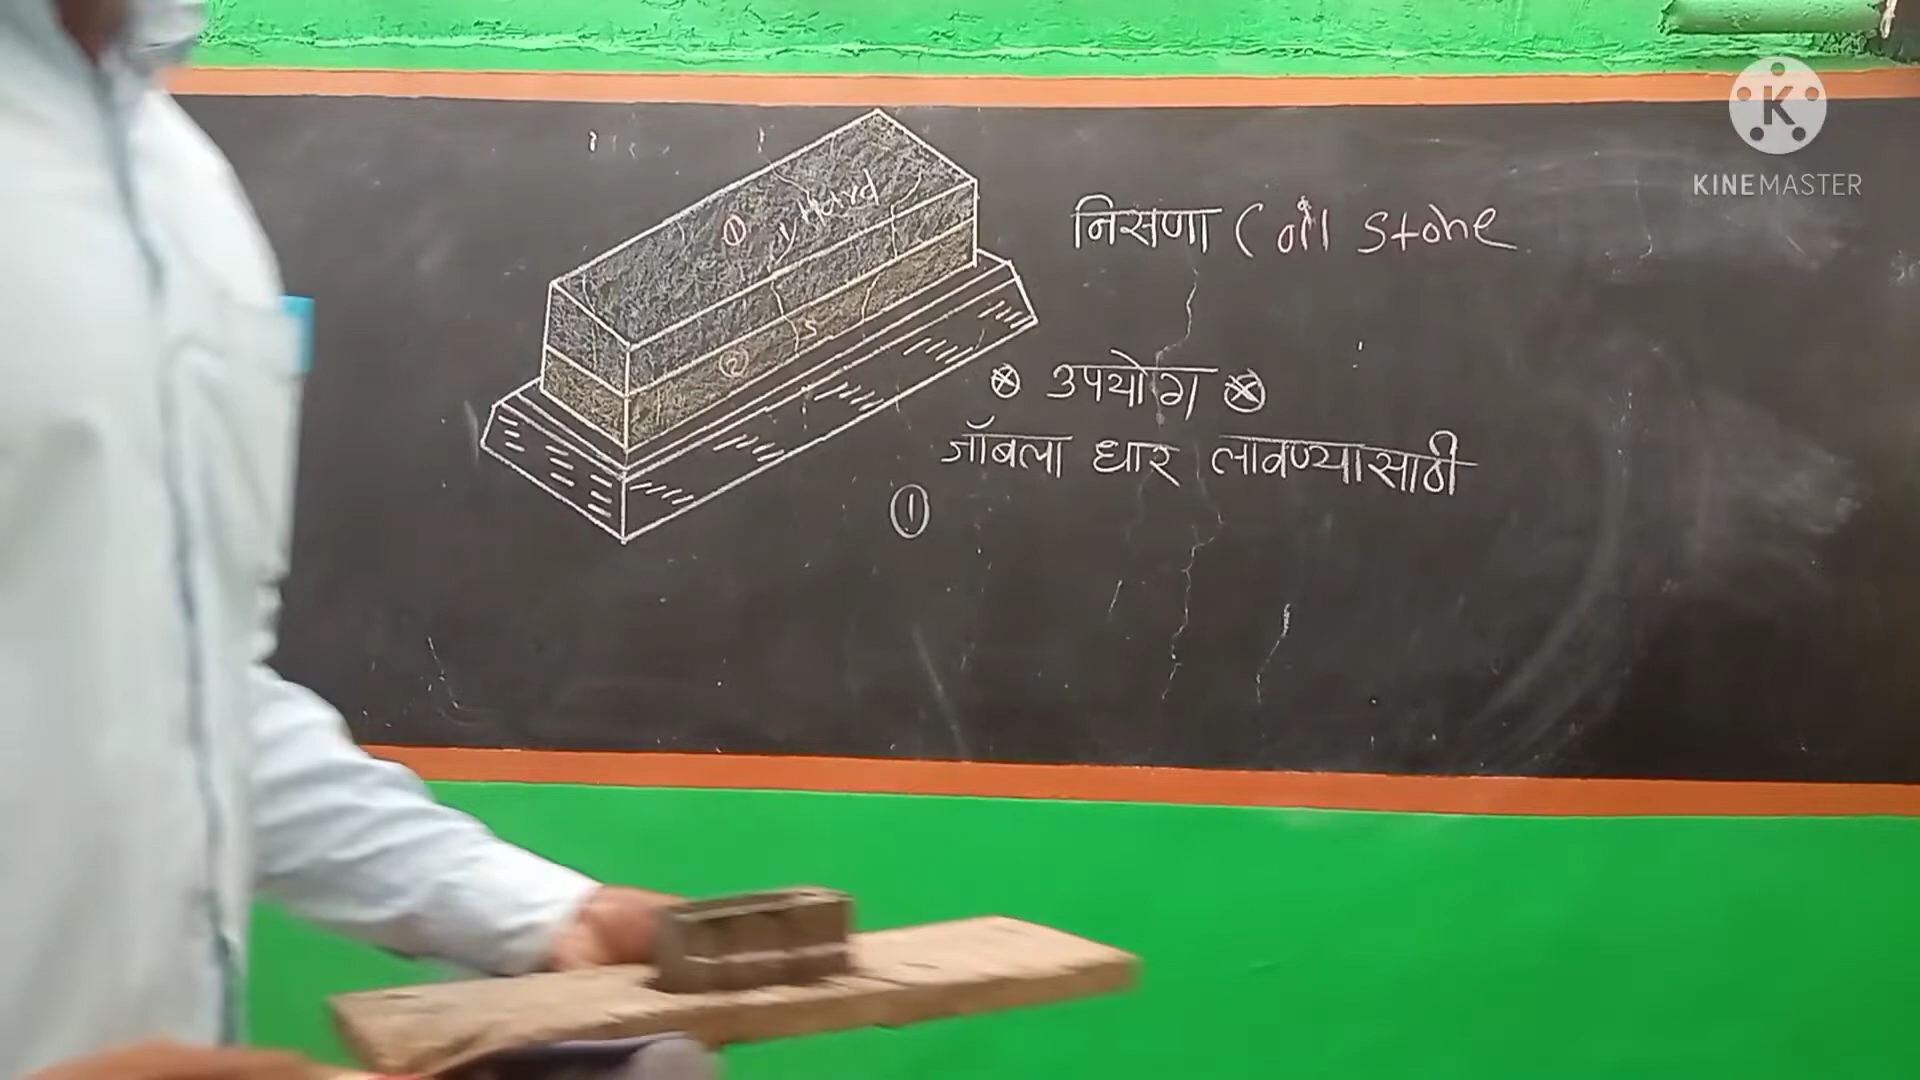 ① Hard
② S
निसणा ( oil stone
उपयोग
जॉबला धार लावण्यासाठी
①
K
KINEMASTER